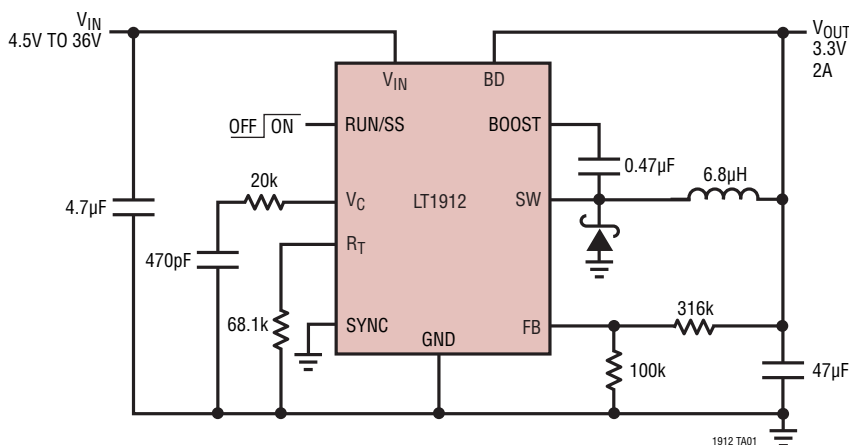 VIN
4.5V TO 36V
VOUT
3.3V
2A
VIN
BD
OFF ON
RUN/SS
BOOST
0.47µF
6.8µH
20k
4.7µF
VC
LT1912
SW
RT
470pF
316k
68.1k
SYNC
FB
GND
100k
47µF
1912 TA01